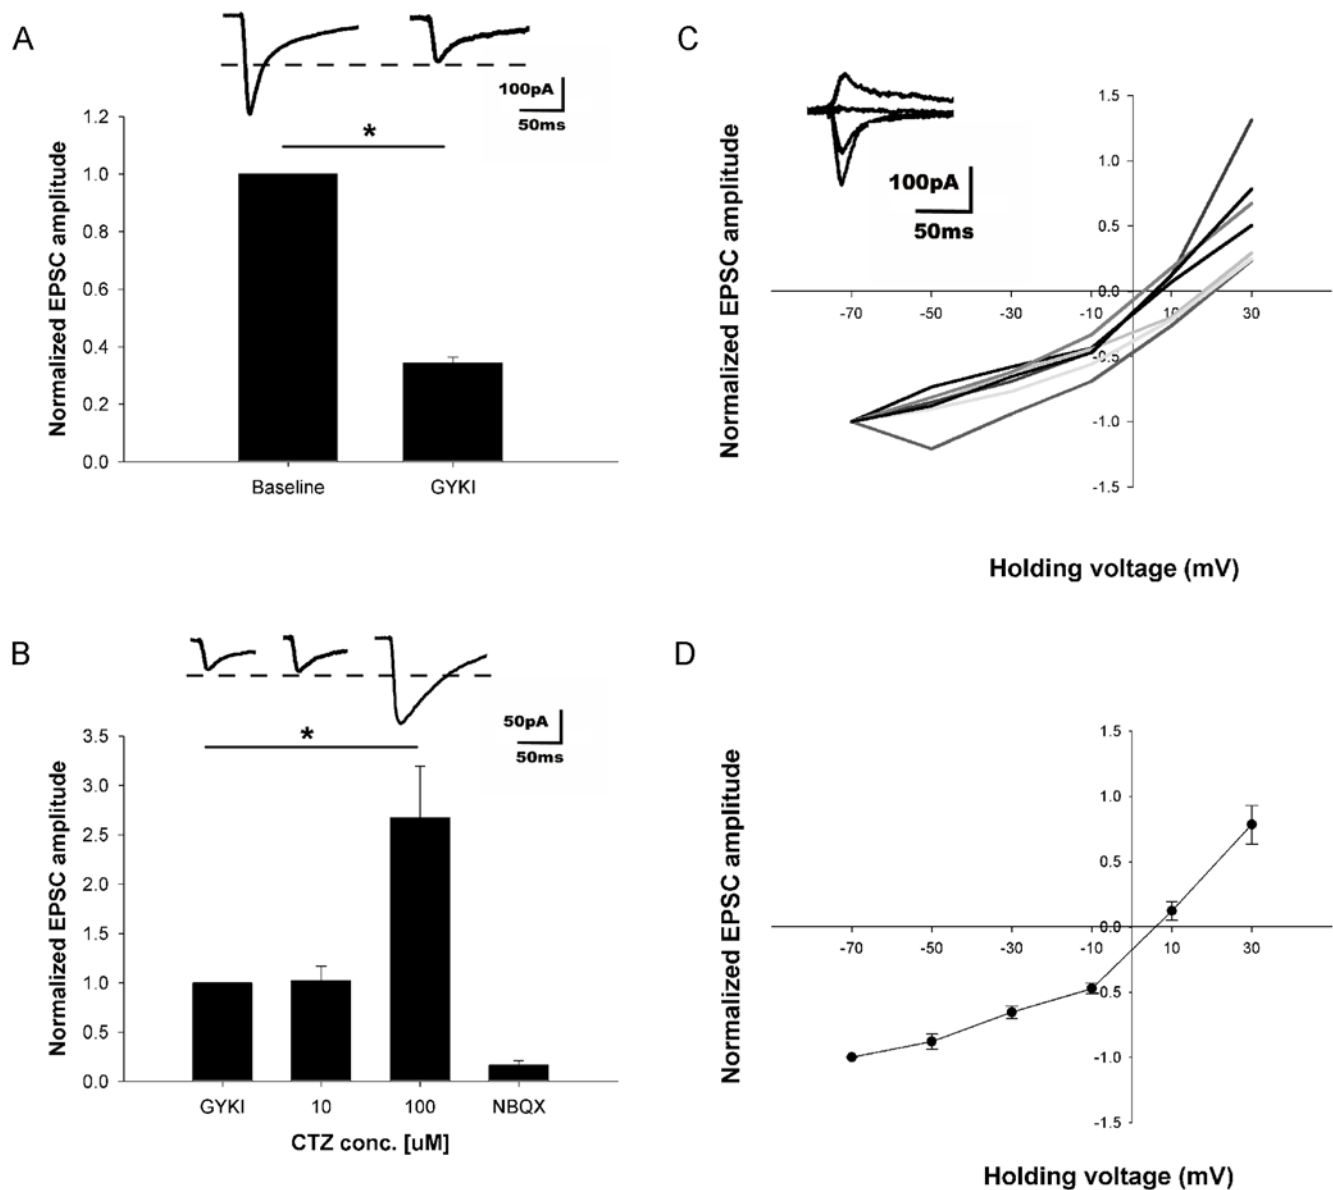 A
100pA
50ms
Normalized EPSC amplitude
1.2
*
1.0
0.8
0.6
0.4
0.2
0.0
Baseline GYKI
B
50pA
50ms
Normalized EPSC amplitude
3.5
*
3.0
2.5
2.0
1.5
1.0
0.5
0.0
GYKI 10 100 NBQX
CTZ conc. [uM]
C
100pA
50ms
Normalized EPSC amplitude
1.5
1.0
0.5
0.0
-70 -50 -30 -10 30
-0.5
-1.0
-1.5
Holding voltage (mV)
D
Normalized EPSC amplitude
1.5
1.0
0.5
0.0
-70 -50 -30 -10 10 30
-0.5
-1.0
-1.5
Holding voltage (mV)